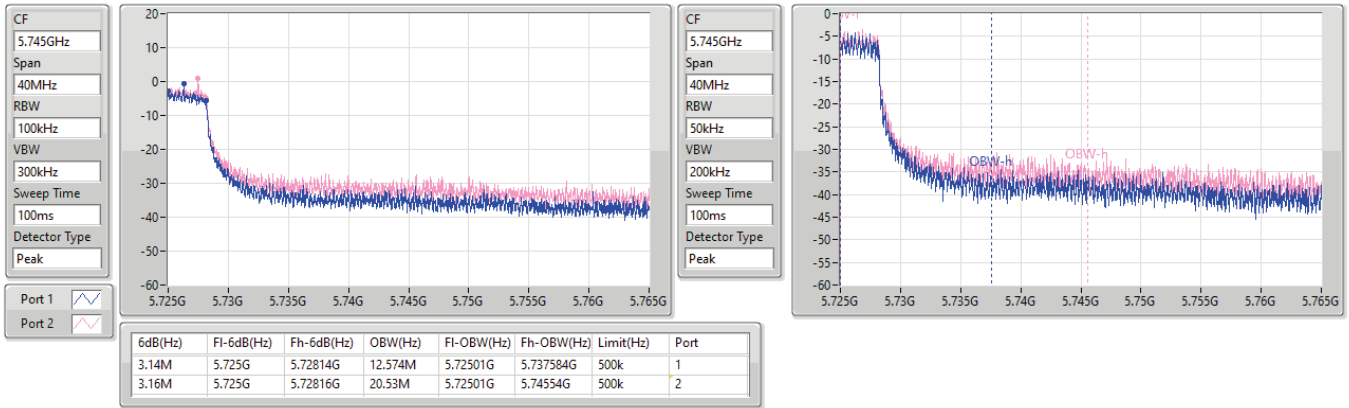 CF
5.745GHz
Span
40MHz
RBW
100kHz
VBW
300kHz
Sweep Time
100ms
Detector Type
Peak
Port 1
Port 2
20
10
0
-10
-20
-30
-40
-50
-60
5.725G 5.73G 5.735G 5.74G 5.745G 5.75G 5.755G 5.76G 5.765G
CF
5.745GHz
Span
40MHz
RBW
50kHz
VBW
200kHz
Sweep Time
100ms
Detector Type
Peak
0
-5
-10
-15
-20
-25
-30
-35
-40
-45
-50
-55
-60
OBW-h
OBW-h
5.725G 5.73G 5.735G 5.74G 5.745G 5.75G 5.755G 5.76G 5.765G
6dB(Hz) Fl-6dB(Hz) Fh-6dB(Hz) OBW(Hz) Fl-OBW(Hz) Fh-OBW(Hz) Limit(Hz) Port
3.14M 5.725G 5.72814G 12.574M 5.72501G 5.737584G 500k 1
3.16M 5.725G 5.72816G 20.53M 5.72501G 5.74554G 500k 2